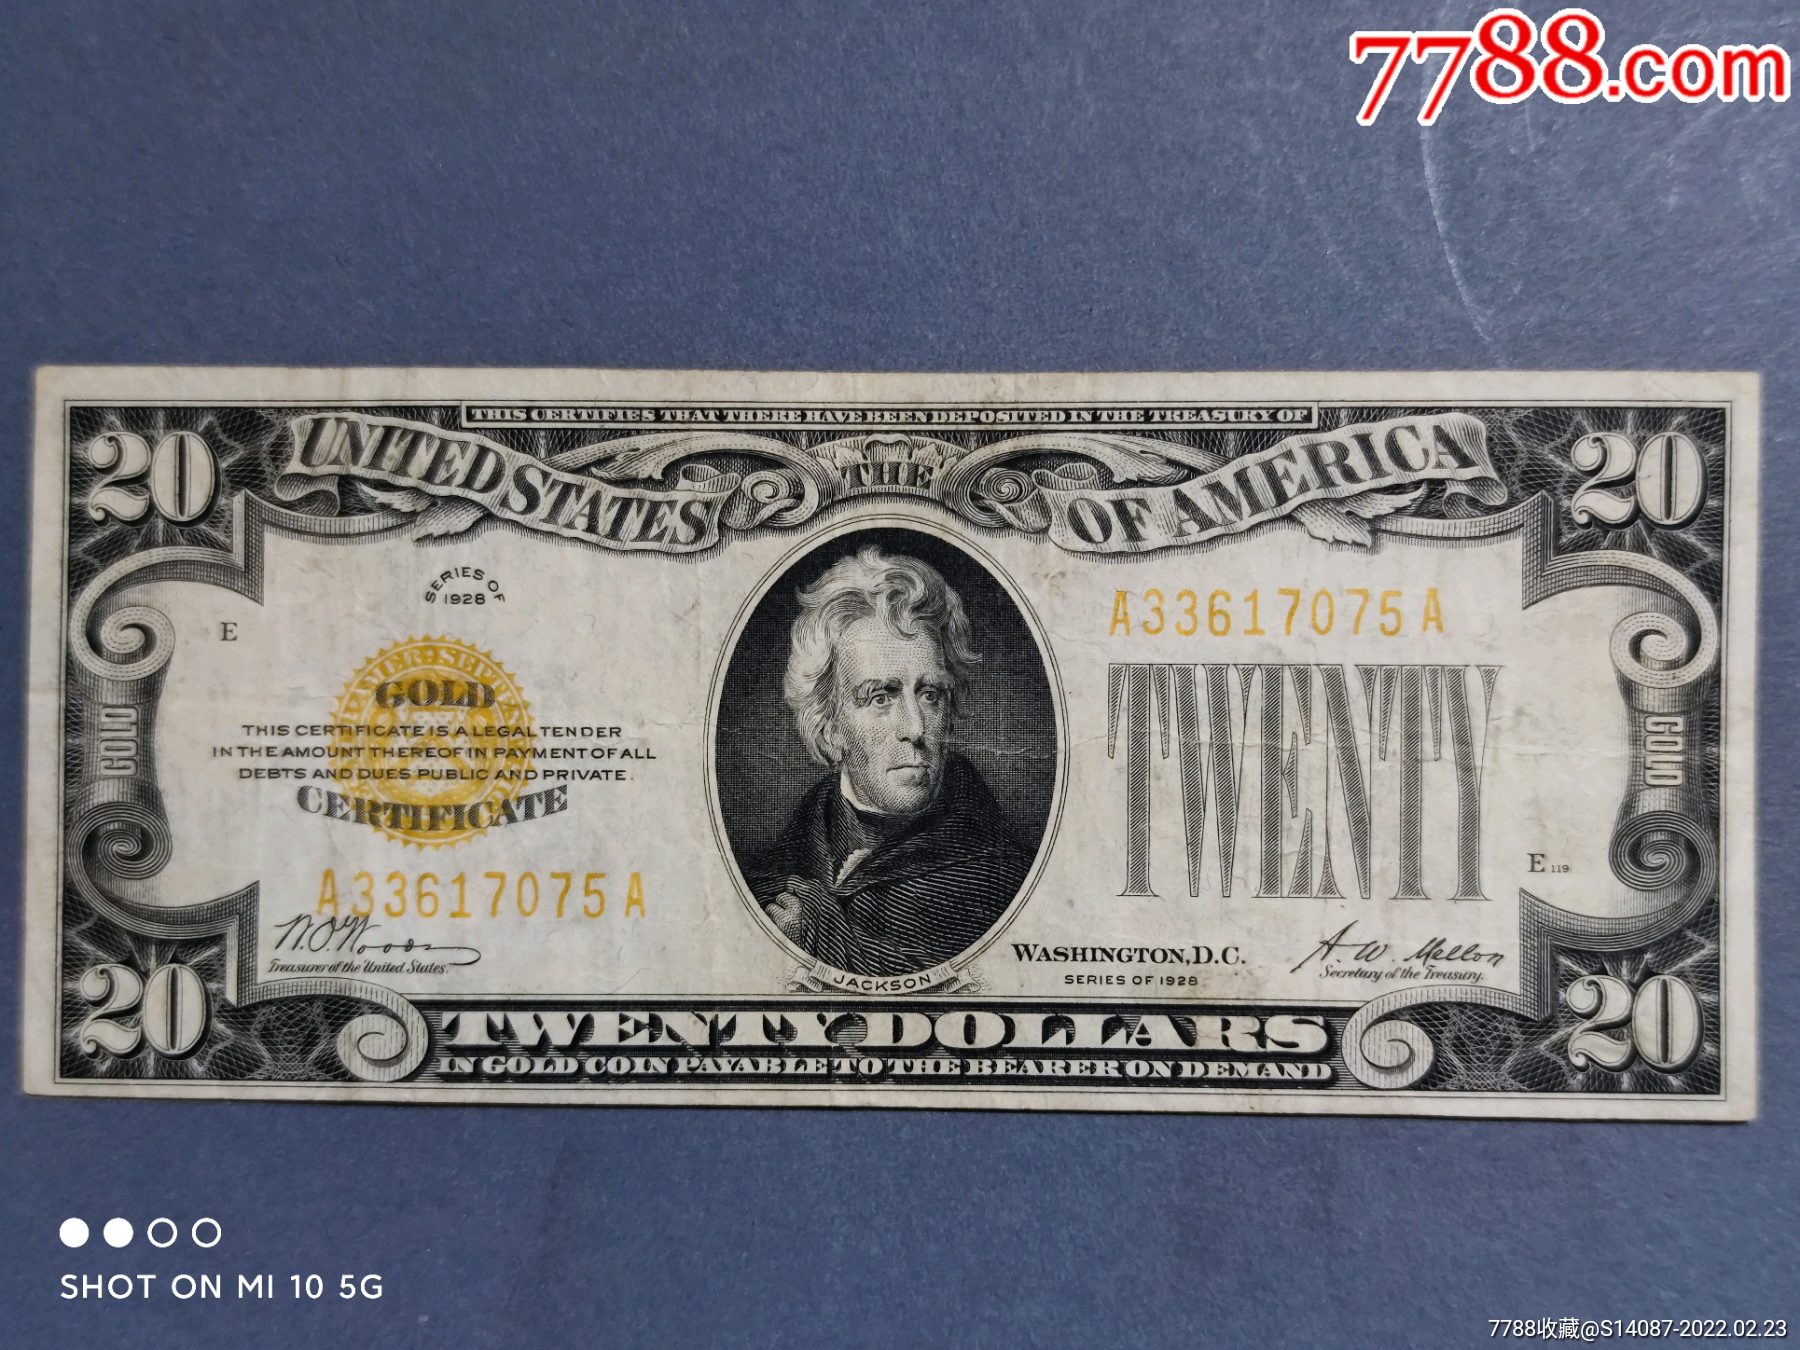 7788.com
THIS CERTIFIES THAT THERE HAVE BEEN DEPOSITED IN THE TREASURY OF
20
UNITED STATES
THE
OF AMERICA
20
SERIES OF
1928
E
A33617075A
GOLD
THIS CERTIFICATE IS A LEGAL TENDER
IN THE AMOUNT THEREOF IN PAYMENT OF ALL
DEBTS AND DUES PUBLIC AND PRIVATE.
CERTIFICATE
TWENTY
GOLD
GOLD
E 119
A33617075A
W.O. Woods
Treasurer of the United States.
WASHINGTON, D.C.
SERIES OF 1928
A. W. Mellon
Secretary of the Treasury.
JACKSON
20
TWENTY DOLLARS
IN GOLD COIN PAYABLE TO THE BEARER ON DEMAND
20
SHOT ON MI 10 5G
7788收藏@S14087-2022.02.23